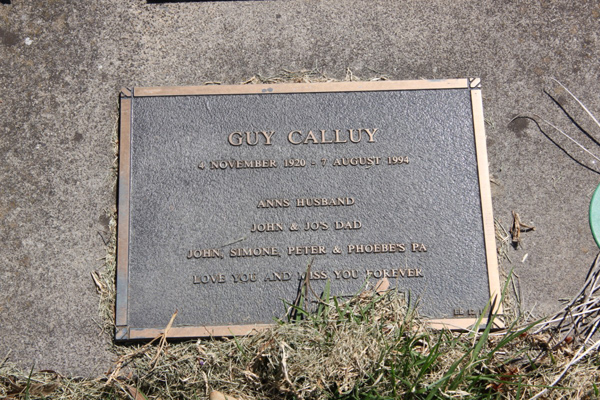 GUY CALLUY
4 NOVEMBER 1920 - 7 AUGUST 1994
ANNS HUSBAND
JOHN & JO'S DAD
JOHN, SIMONE, PETER & PHOEBE'S PA
LOVE YOU AND MISS YOU FOREVER